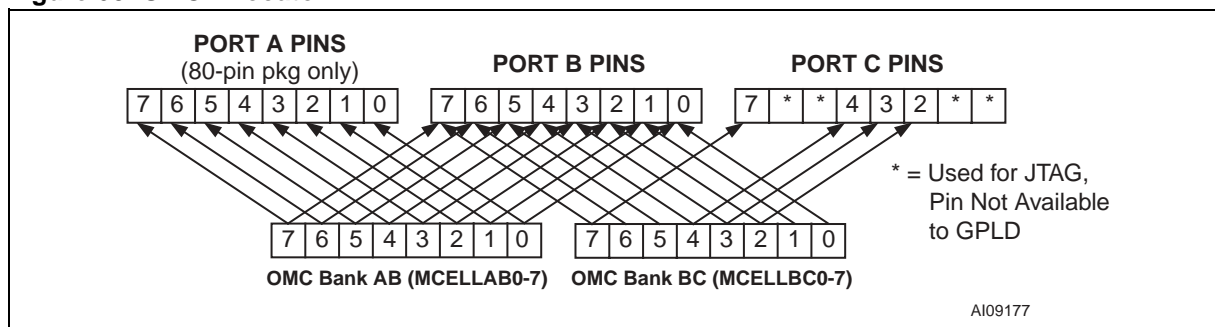 PORT A PINS
(80-pin pkg only)
PORT B PINS
PORT C PINS
7 6 5 4 3 2 1 0
7 6 5 4 3 2 1 0
7 * * 4 3 2 * *
* = Used for JTAG,
Pin Not Available
to GPLD
7 6 5 4 3 2 1 0
7 6 5 4 3 2 1 0
OMC Bank AB (MCELLAB0-7)
OMC Bank BC (MCELLBC0-7)
AI09177